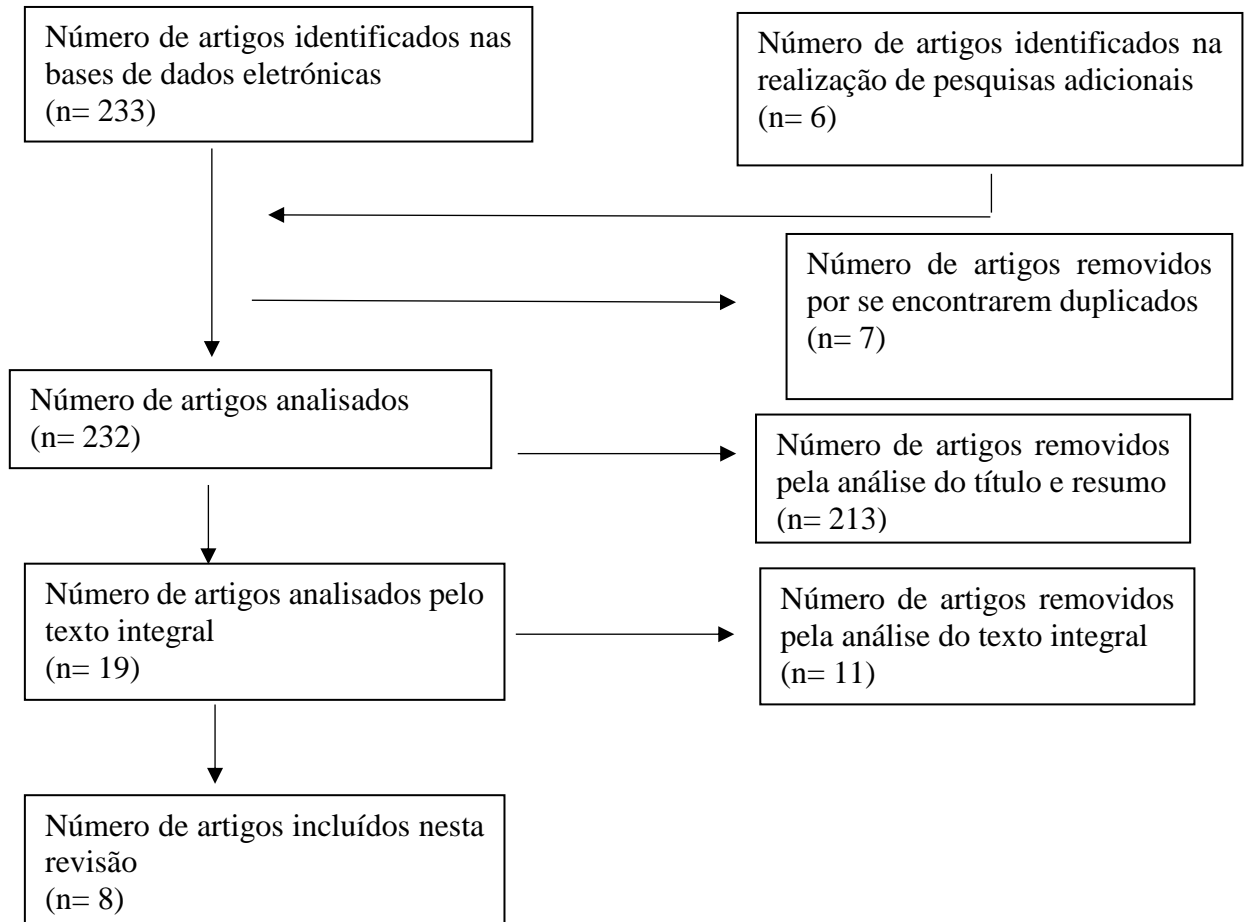 Número de artigos identificados nas
bases de dados eletrónicas
(n= 233)
Número de artigos identificados na
realização de pesquisas adicionais
(n= 6)
Número de artigos removidos
por se encontrarem duplicados
(n= 7)
Número de artigos analisados
(n= 232)
Número de artigos removidos
pela análise do título e resumo
(n= 213)
Número de artigos analisados pelo
texto integral
(n= 19)
Número de artigos removidos
pela análise do texto integral
(n= 11)
Número de artigos incluídos nesta
revisão
(n= 8)